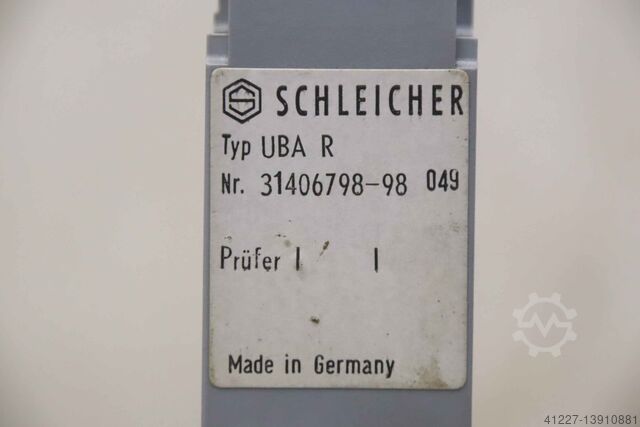 SCHLEICHER
Typ UBA R
Nr. 31406798-98 049
Prüfer I I
Made in Germany
41227-13910881